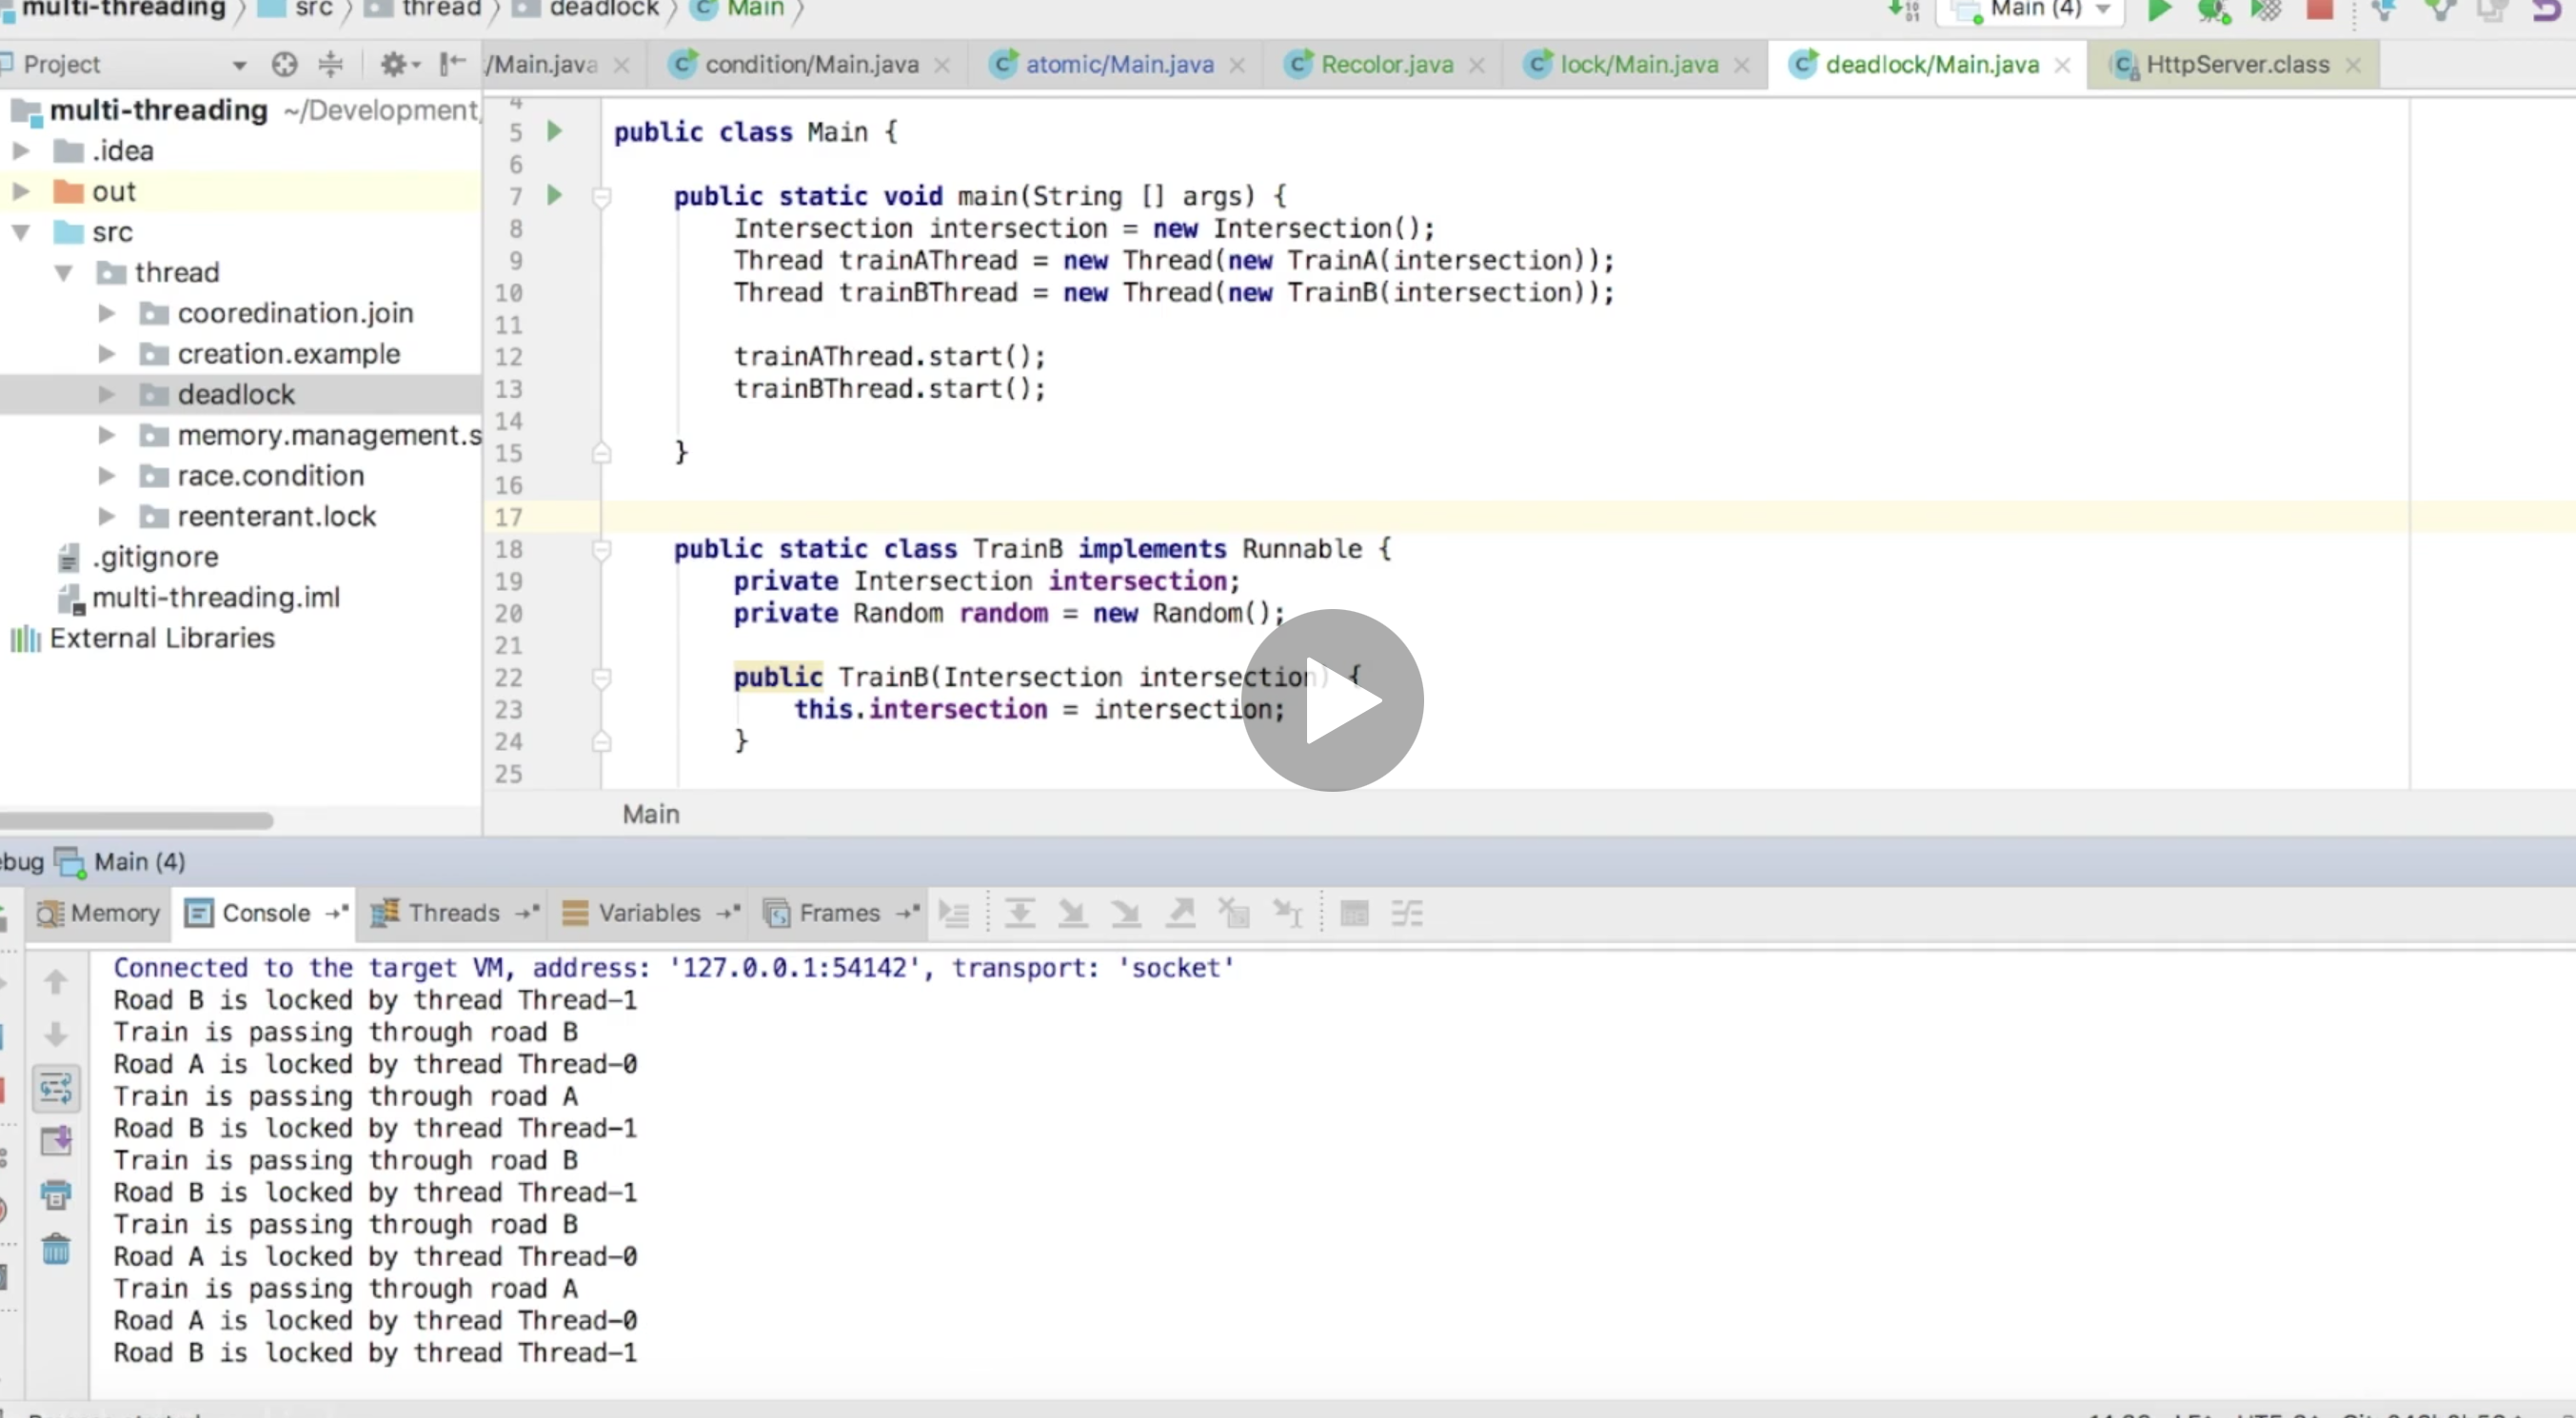 multi-threading src thread deadlock Main Main (4)
Project /Main.java condition/Main.java atomic/Main.java Recolor.java lock/Main.java deadlock/Main.java HttpServer.class
multi-threading ~/Development
.idea
out
src
thread
cooredination.join
creation.example
deadlock
memory.management.s
race.condition
reenterant.lock
.gitignore
multi-threading.iml
External Libraries
4
5 public class Main {
6
7 public static void main(String [] args) {
8 Intersection intersection = new Intersection();
9 Thread trainAThread = new Thread(new TrainA(intersection));
10 Thread trainBThread = new Thread(new TrainB(intersection));
11
12 trainAThread.start();
13 trainBThread.start();
14
15 }
16
17
18 public static class TrainB implements Runnable {
19 private Intersection intersection;
20 private Random random = new Random();
21
22 public TrainB(Intersection intersection) {
23 this.intersection = intersection;
24 }
25
Main
ebug Main (4)
Memory Console Threads Variables Frames
Connected to the target VM, address: '127.0.0.1:54142', transport: 'socket'
Road B is locked by thread Thread-1
Train is passing through road B
Road A is locked by thread Thread-0
Train is passing through road A
Road B is locked by thread Thread-1
Train is passing through road B
Road B is locked by thread Thread-1
Train is passing through road B
Road A is locked by thread Thread-0
Train is passing through road A
Road A is locked by thread Thread-0
Road B is locked by thread Thread-1